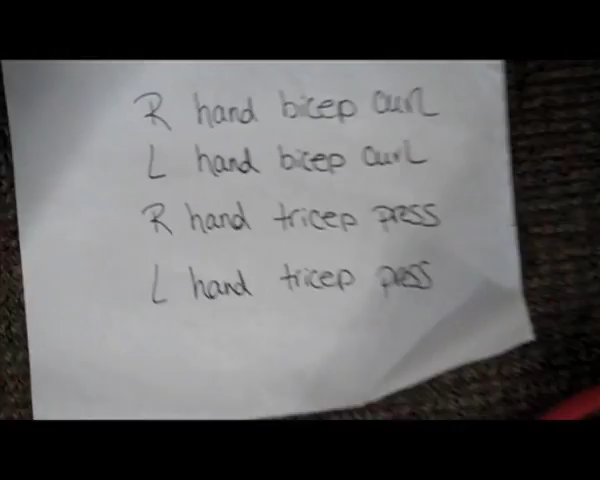 R hand bicep curl
L hand bicep curl
R hand tricep press
L hand tricep press